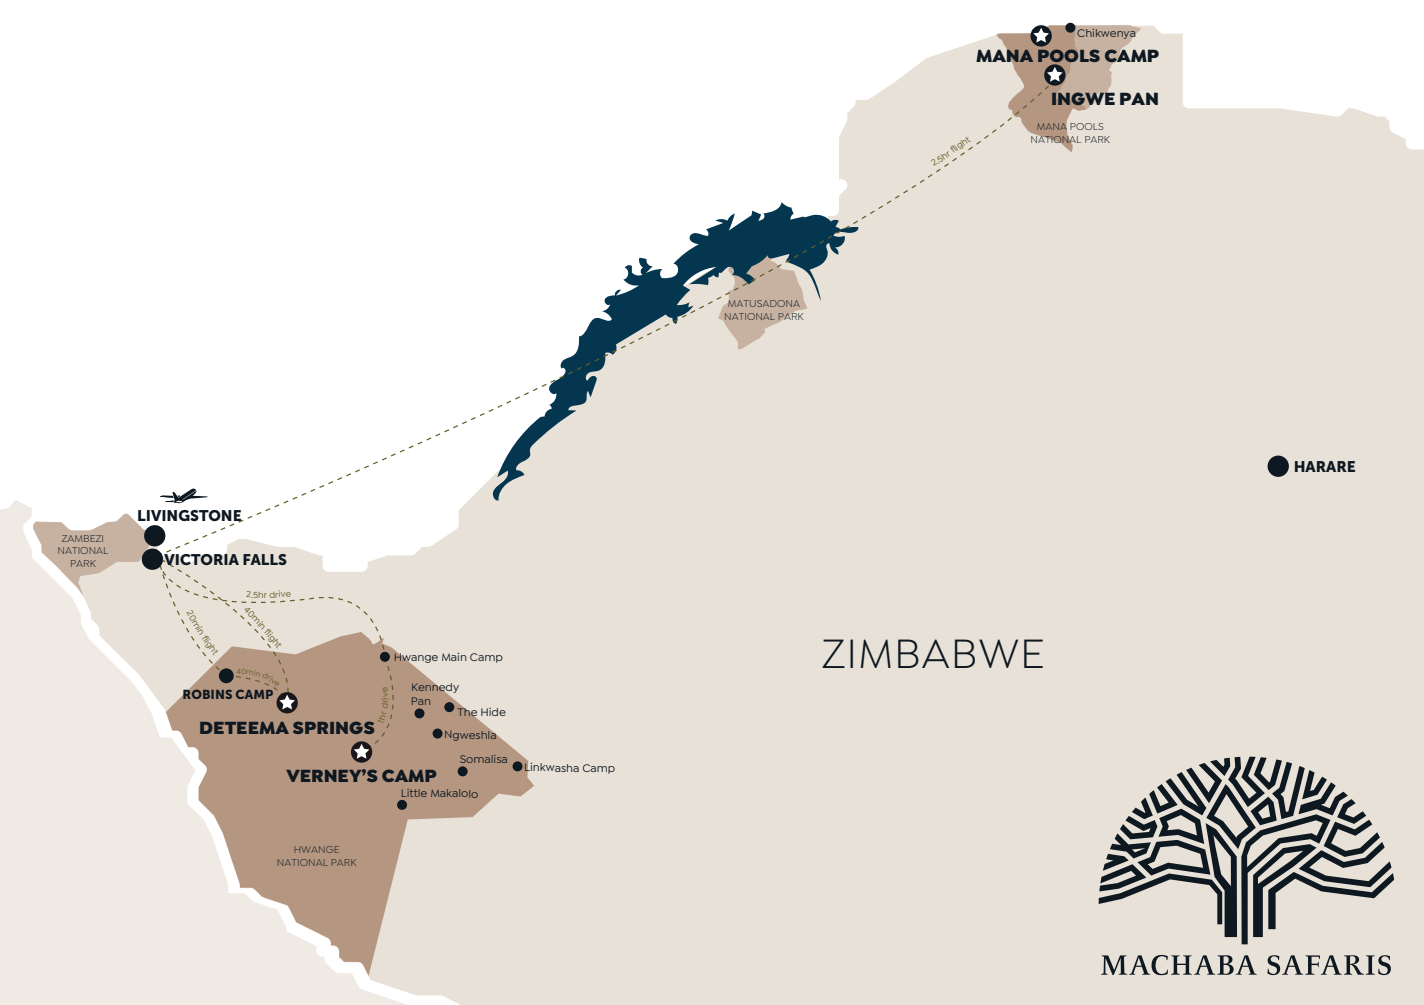 Chikwenya
MANA POOLS CAMP
INGWE PAN
MANA POOLS
NATIONAL PARK
2.5hr flight
MATUSADONA
NATIONAL PARK
HARARE
LIVINGSTONE
ZAMBEZI
NATIONAL
PARK
VICTORIA FALLS
2.5hr drive
20min flight
40min flight
ZIMBABWE
Hwange Main Camp
40min drive
ROBINS CAMP
Kennedy
Pan
1hr drive
The Hide
DETEEMA SPRINGS
Ngweshla
Somalisa
Linkwasha Camp
VERNEY'S CAMP
Little Makalolo
HWANGE
NATIONAL PARK
MACHABA SAFARIS